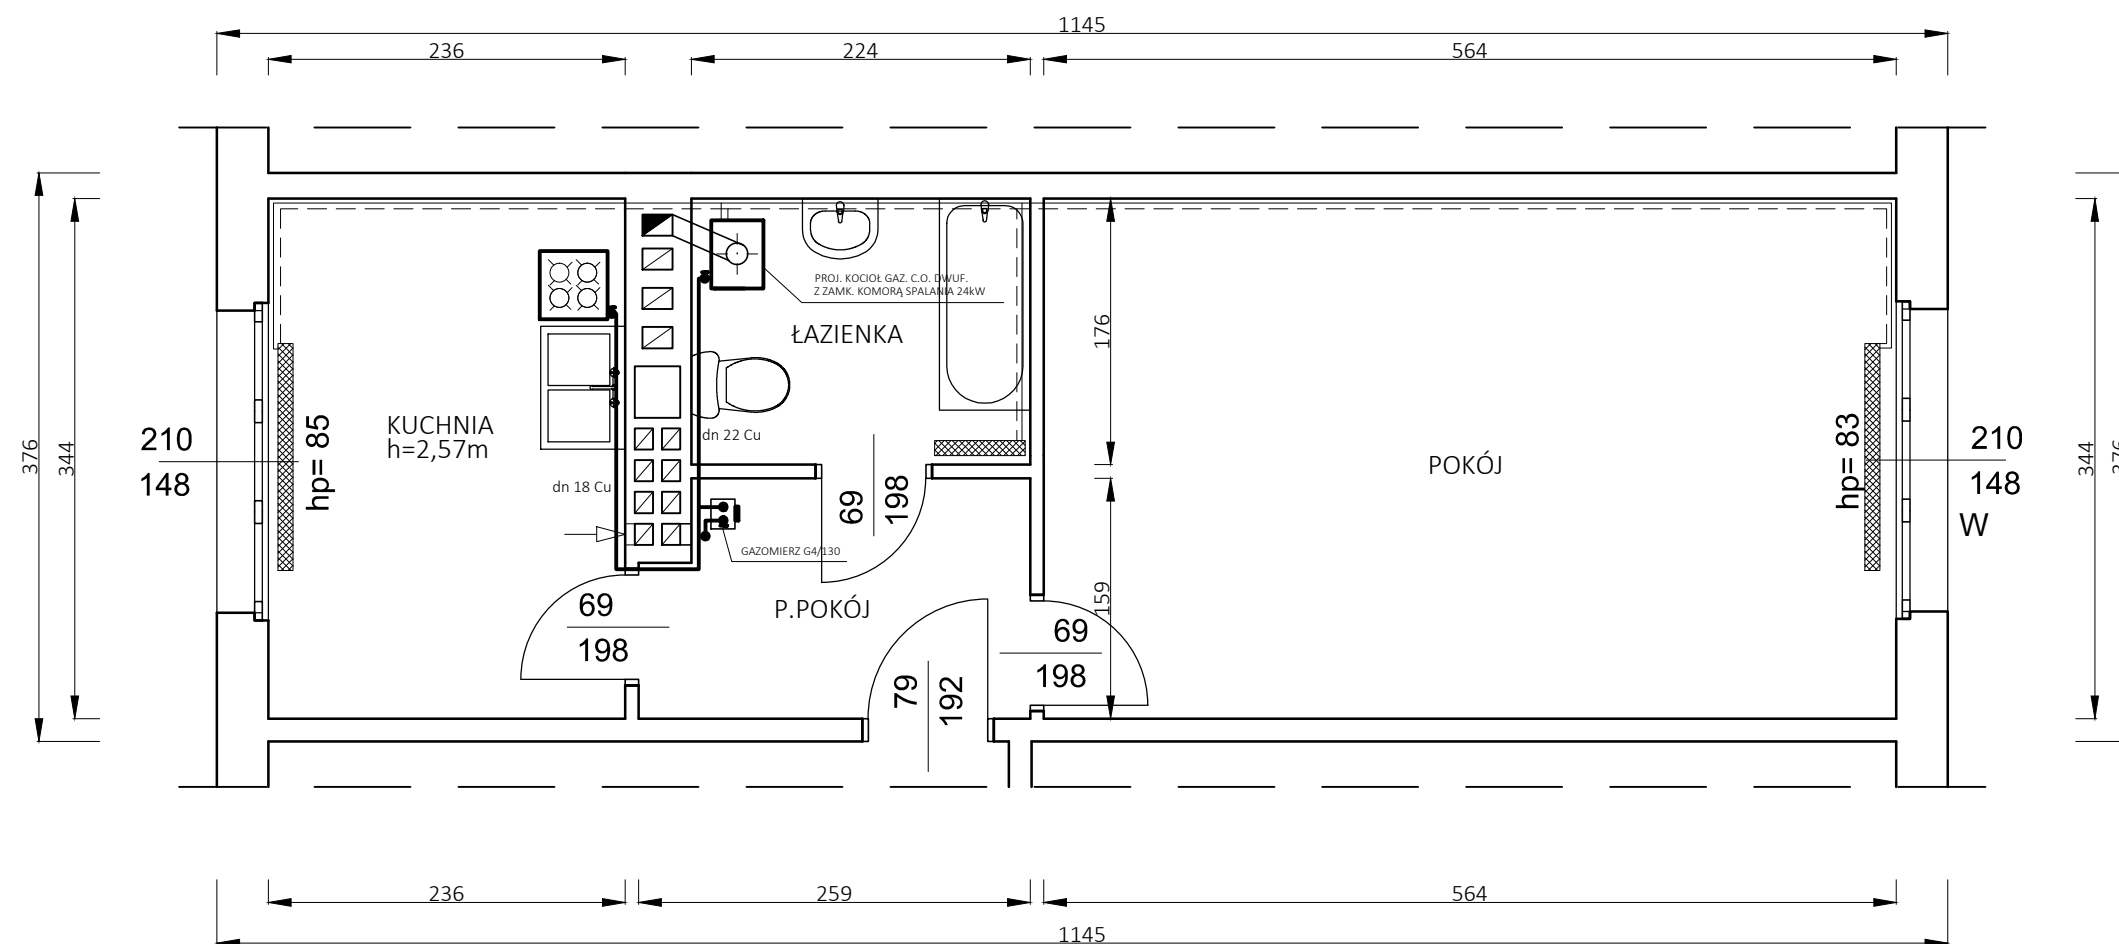 1145
236
224
564
PROJ. KOCIOŁ GAZ. C.O. DWUF.
Z ZAMK. KOMORĄ SPALANIA 24kW
ŁAZIENKA
176
376
344
210
148
hp= 85
KUCHNIA
h=2,57m
dn 22 Cu
dn 18 Cu
69
198
GAZOMIERZ G4/130
POKÓJ
hp= 83
210
148
W
344
376
69
198
P.POKÓJ
159
69
198
79
192
236
259
564
1145